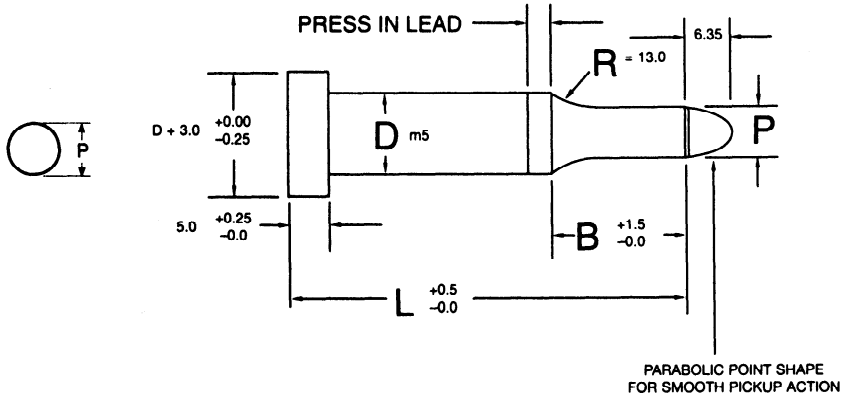 PRESS IN LEAD
6.35
R = 13.0
D + 3.0 +0.00
–0.25
D m5
P
P
5.0 +0.25
–0.0
B +1.5
–0.0
L +0.5
–0.0
PARABOLIC POINT SHAPE
FOR SMOOTH PICKUP ACTION